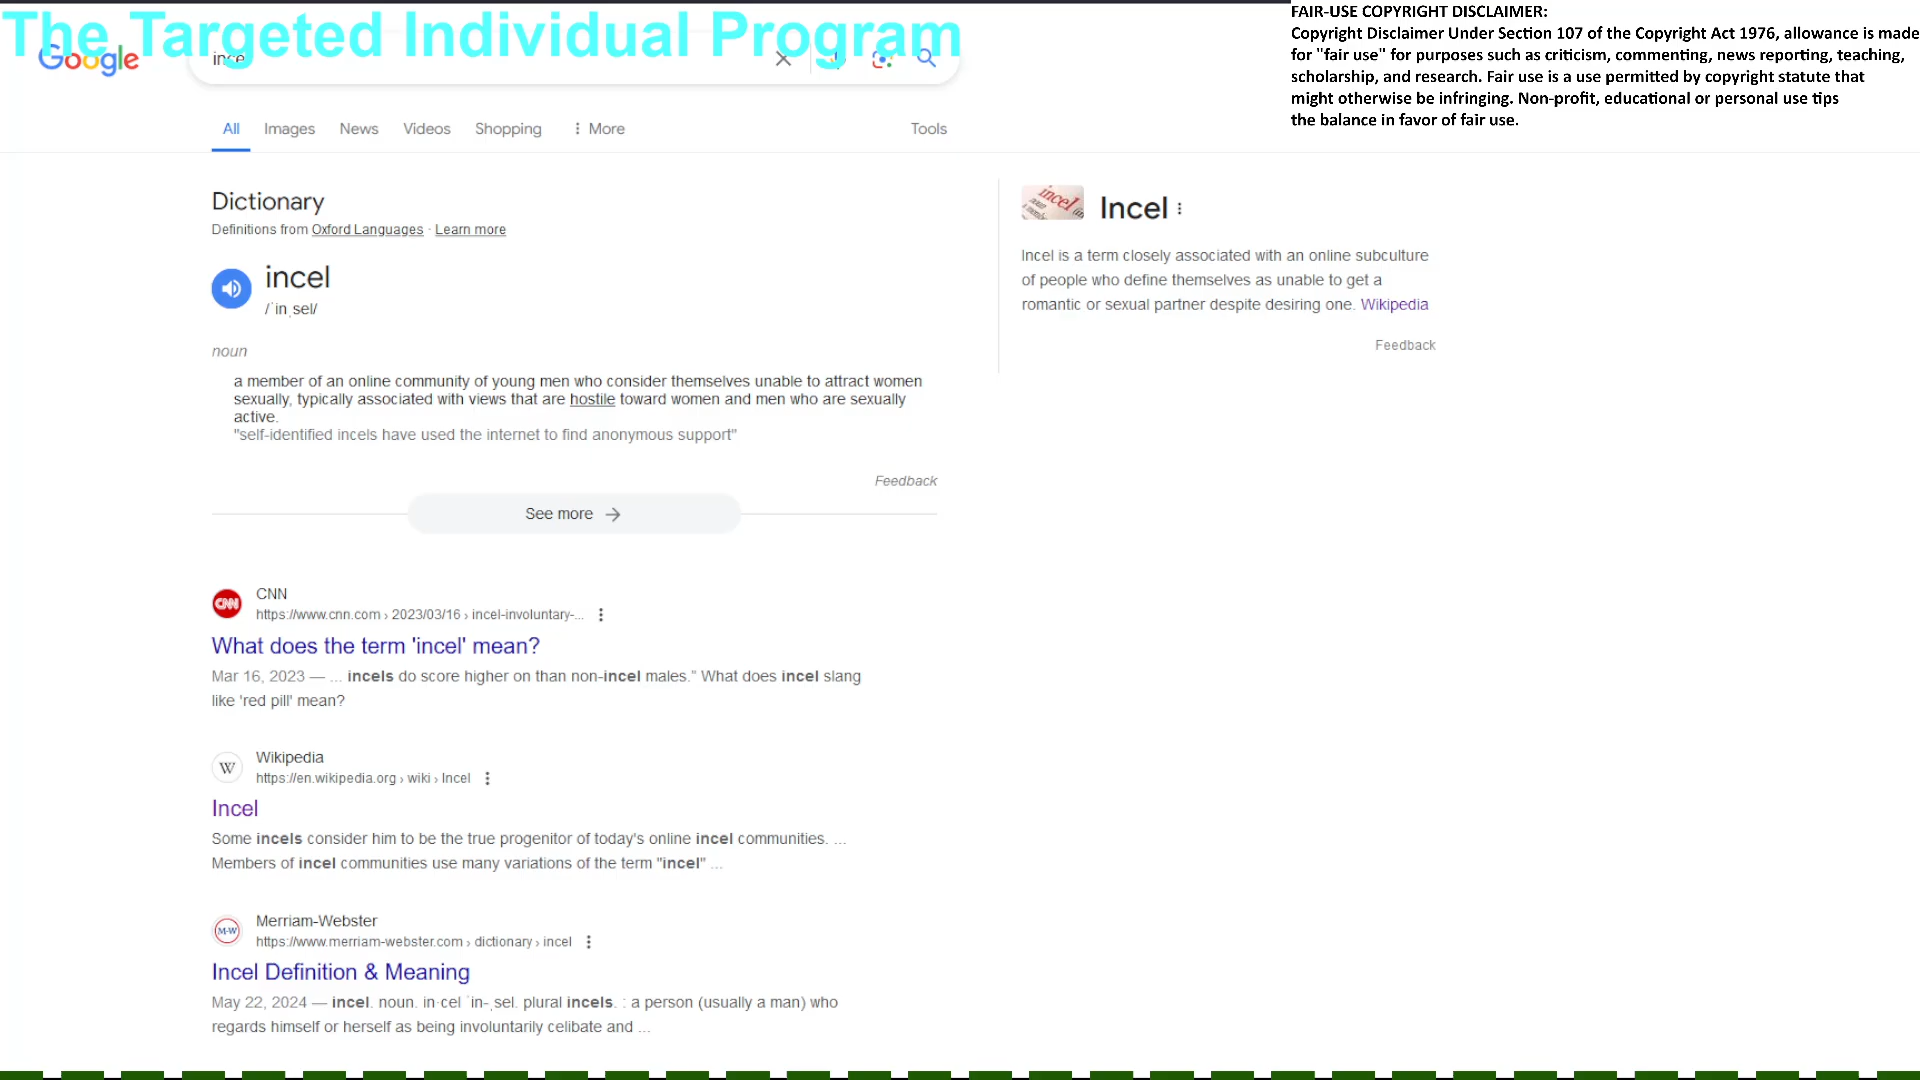 The Targeted Individual Program
Google
ince
FAIR-USE COPYRIGHT DISCLAIMER:
Copyright Disclaimer Under Section 107 of the Copyright Act 1976, allowance is made
for "fair use" for purposes such as criticism, commenting, news reporting, teaching,
scholarship, and research. Fair use is a use permitted by copyright statute that
might otherwise be infringing. Non-profit, educational or personal use tips
the balance in favor of fair use.
All Images News Videos Shopping More Tools
Dictionary
Definitions from Oxford Languages · Learn more
incel
/ˈinˌsel/
noun
a member of an online community of young men who consider themselves unable to attract women
sexually, typically associated with views that are hostile toward women and men who are sexually
active.
"self-identified incels have used the internet to find anonymous support"
Feedback
See more →
incel
noun
Incel
Incel is a term closely associated with an online subculture
of people who define themselves as unable to get a
romantic or sexual partner despite desiring one. Wikipedia
Feedback
CNN
CNN
https://www.cnn.com › 2023/03/16 › incel-involuntary-...
What does the term 'incel' mean?
Mar 16, 2023 — ... incels do score higher on than non-incel males." What does incel slang
like 'red pill' mean?
W
Wikipedia
https://en.wikipedia.org › wiki › Incel
Incel
Some incels consider him to be the true progenitor of today's online incel communities. ...
Members of incel communities use many variations of the term "incel" ...
M-W
Merriam-Webster
https://www.merriam-webster.com › dictionary › incel
Incel Definition & Meaning
May 22, 2024 — incel. noun. in·cel ˈin-ˌsel. plural incels. : a person (usually a man) who
regards himself or herself as being involuntarily celibate and ...